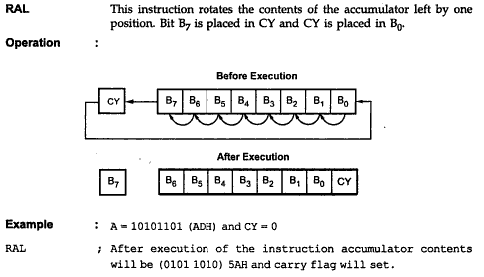 RAL This instruction rotates the contents of the accumulator left by one
position. Bit B7 is placed in CY and CY is placed in B0.
Operation :
Before Execution
CY B7 B6 B5 B4 B3 B2 B1 B0
After Execution
B7 B6 B5 B4 B3 B2 B1 B0 CY
Example : A = 10101101 (ADH) and CY = 0
RAL ; After execution of the instruction accumulator contents
will be (0101 1010) 5AH and carry flag will set.